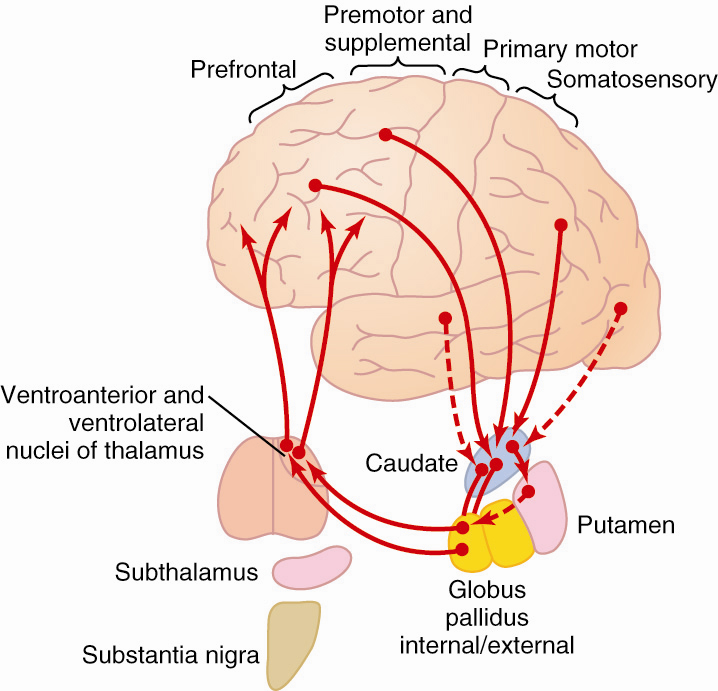 Premotor and
supplemental
Primary motor
Prefrontal
Somatosensory
Ventroanterior and
ventrolateral
nuclei of thalamus
Caudate
Putamen
Subthalamus
Globus
pallidus
internal/external
Substantia nigra